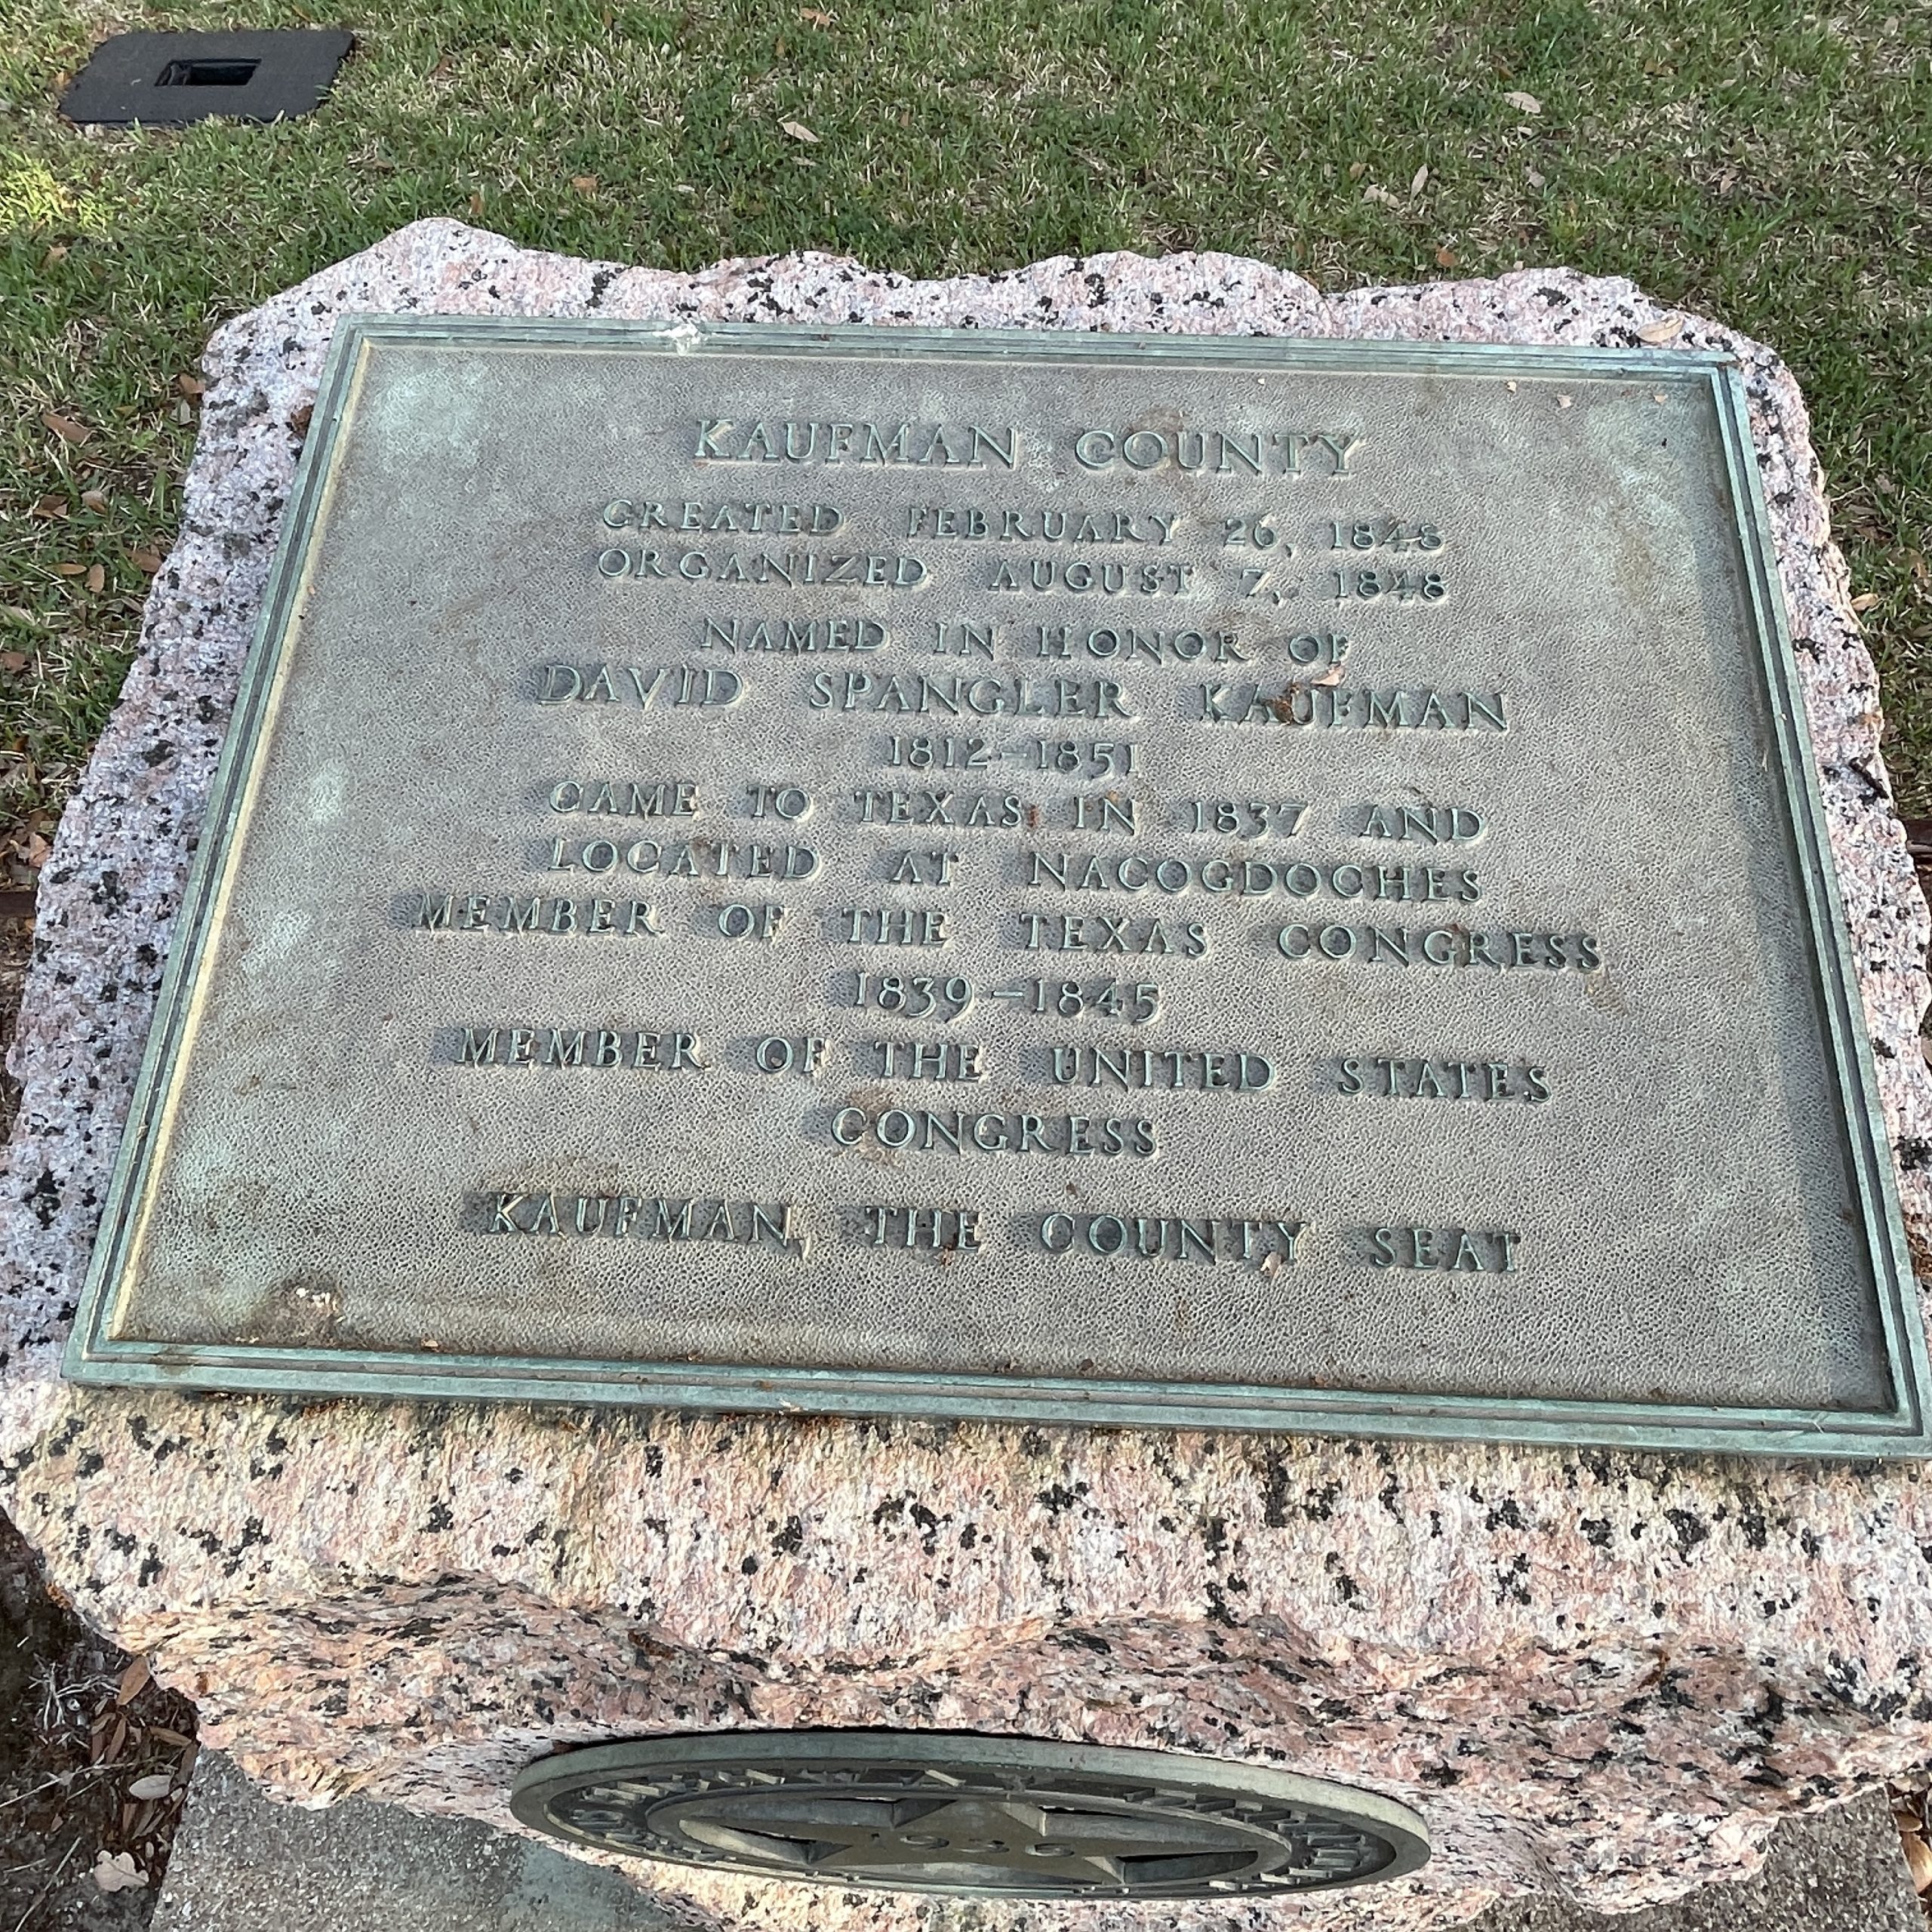 KAUFMAN COUNTY
CREATED FEBRUARY 26, 1848
ORGANIZED AUGUST 7, 1848
NAMED IN HONOR OF
DAVID SPANGLER KAUFMAN
1812–1851
CAME TO TEXAS IN 1837 AND
LOCATED AT NACOGDOCHES
MEMBER OF THE TEXAS CONGRESS
1839–1845
MEMBER OF THE UNITED STATES
CONGRESS
KAUFMAN, THE COUNTY SEAT
1936